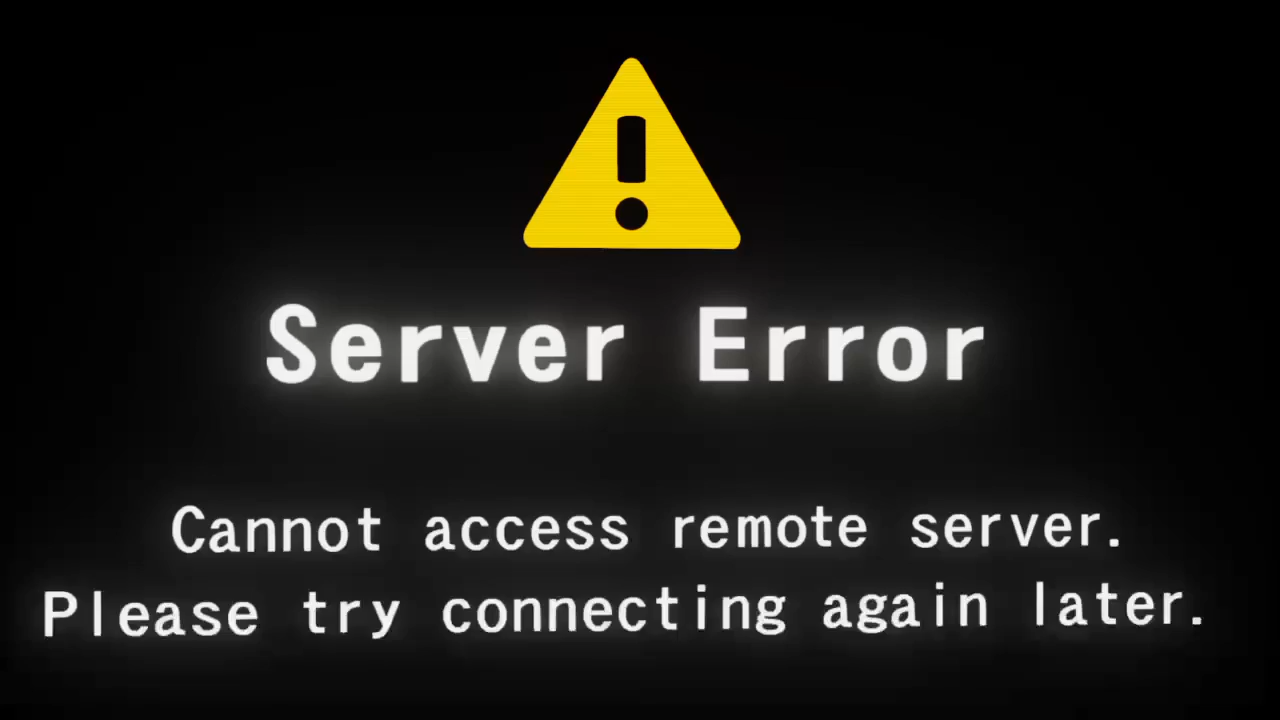 Server Error
Cannot access remote server.
Please try connecting again later.